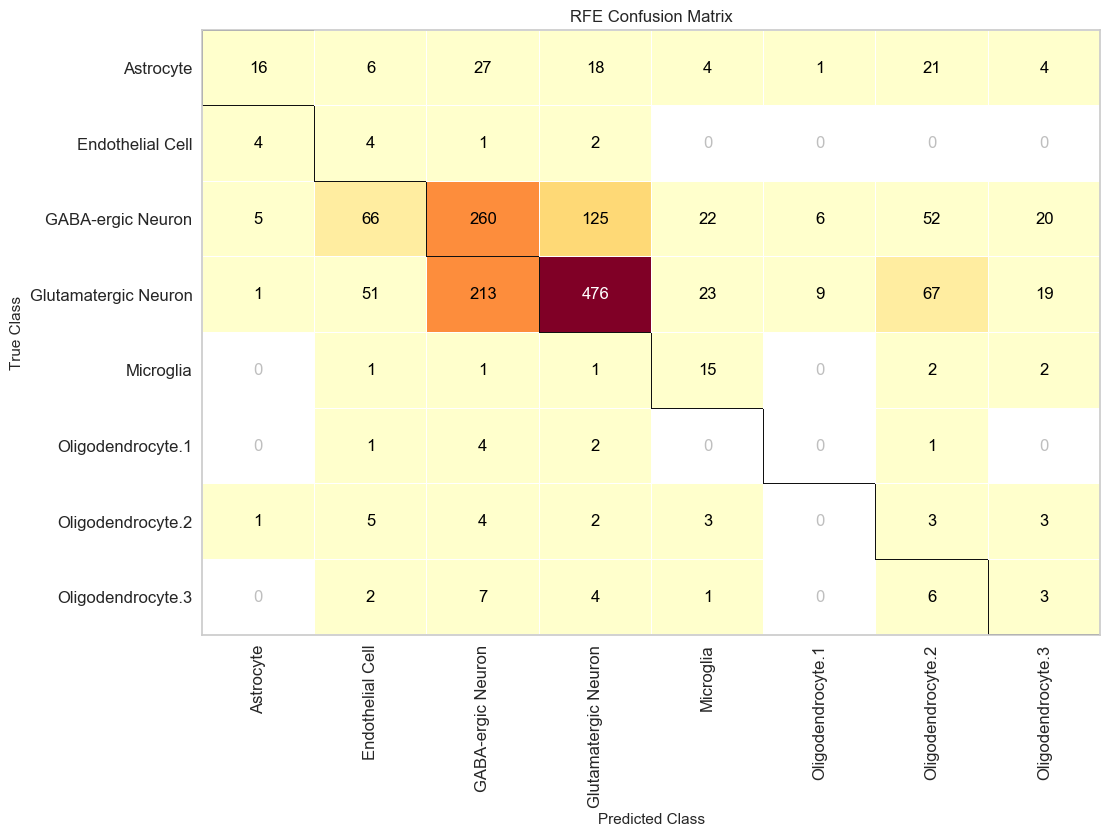 RFE Confusion Matrix
True Class
Astrocyte 16 6 27 18 4 1 21 4
Endothelial Cell 4 4 1 2 0 0 0 0
GABA-ergic Neuron 5 66 260 125 22 6 52 20
Glutamatergic Neuron 1 51 213 476 23 9 67 19
Microglia 0 1 1 1 15 0 2 2
Oligodendrocyte.1 0 1 4 2 0 0 1 0
Oligodendrocyte.2 1 5 4 2 3 0 3 3
Oligodendrocyte.3 0 2 7 4 1 0 6 3
Astrocyte
Endothelial Cell
GABA-ergic Neuron
Glutamatergic Neuron
Microglia
Oligodendrocyte.1
Oligodendrocyte.2
Oligodendrocyte.3
Predicted Class